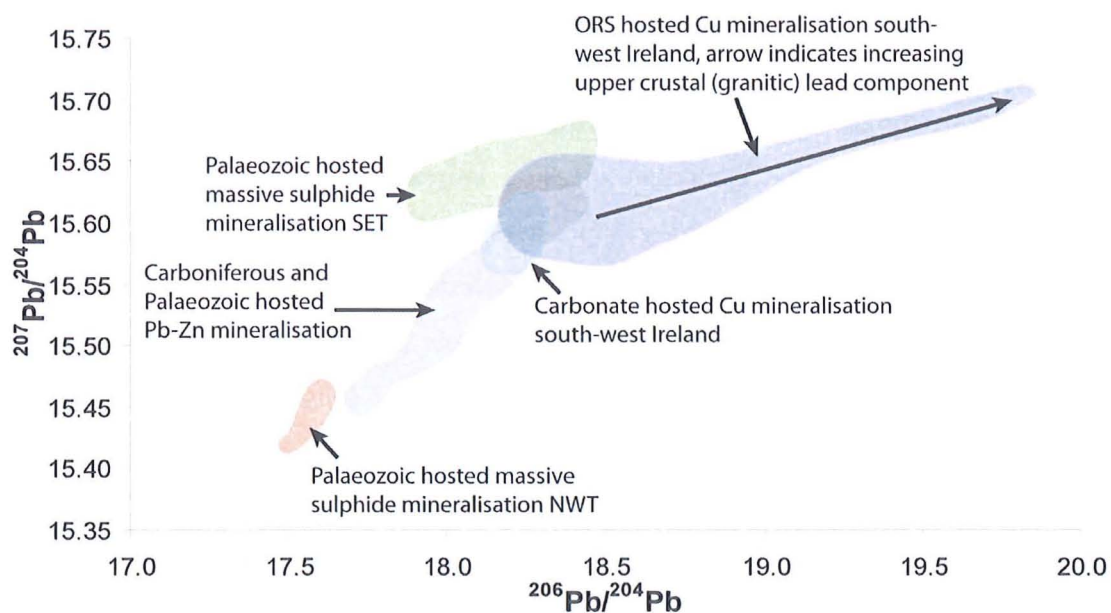 ORS hosted Cu mineralisation south-
west Ireland, arrow indicates increasing
upper crustal (granitic) lead component
Palaeozoic hosted
massive sulphide
mineralisation SET
Carboniferous and
Palaeozoic hosted
Pb-Zn mineralisation
Carbonate hosted Cu mineralisation
south-west Ireland
Palaeozoic hosted massive
sulphide mineralisation NWT
²⁰⁷Pb/²⁰⁴Pb
15.75
15.70
15.65
15.60
15.55
15.50
15.45
15.40
15.35
17.0 17.5 18.0 18.5 19.0 19.5 20.0
²⁰⁶Pb/²⁰⁴Pb